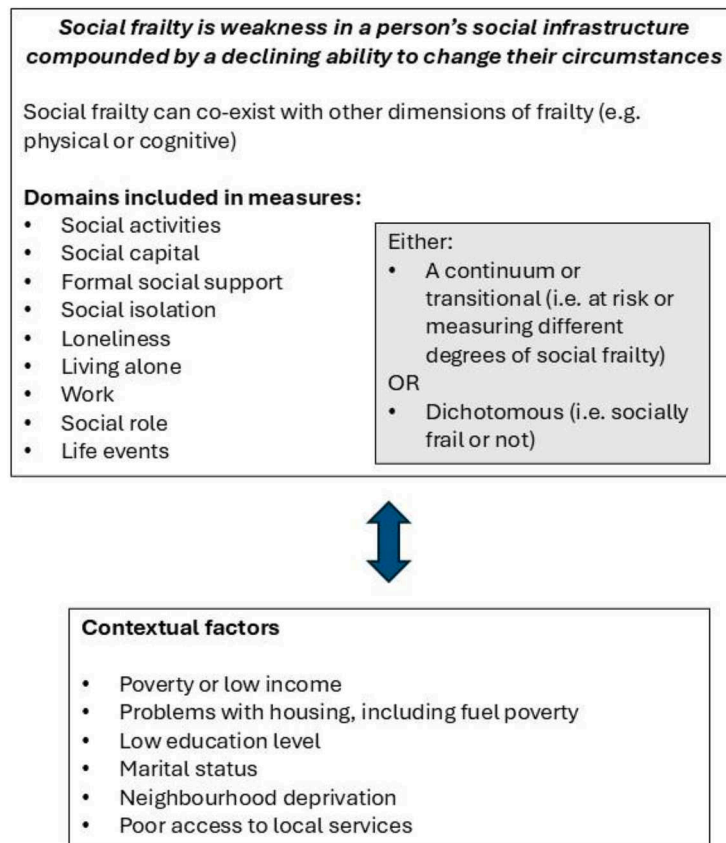 Social frailty is weakness in a person's social infrastructure
compounded by a declining ability to change their circumstances
Social frailty can co-exist with other dimensions of frailty (e.g.
physical or cognitive)
Domains included in measures:
• Social activities
• Social capital
• Formal social support
• Social isolation
• Loneliness
• Living alone
• Work
• Social role
• Life events
Either:
• A continuum or
transitional (i.e. at risk or
measuring different
degrees of social frailty)
OR
• Dichotomous (i.e. socially
frail or not)
Contextual factors
• Poverty or low income
• Problems with housing, including fuel poverty
• Low education level
• Marital status
• Neighbourhood deprivation
• Poor access to local services